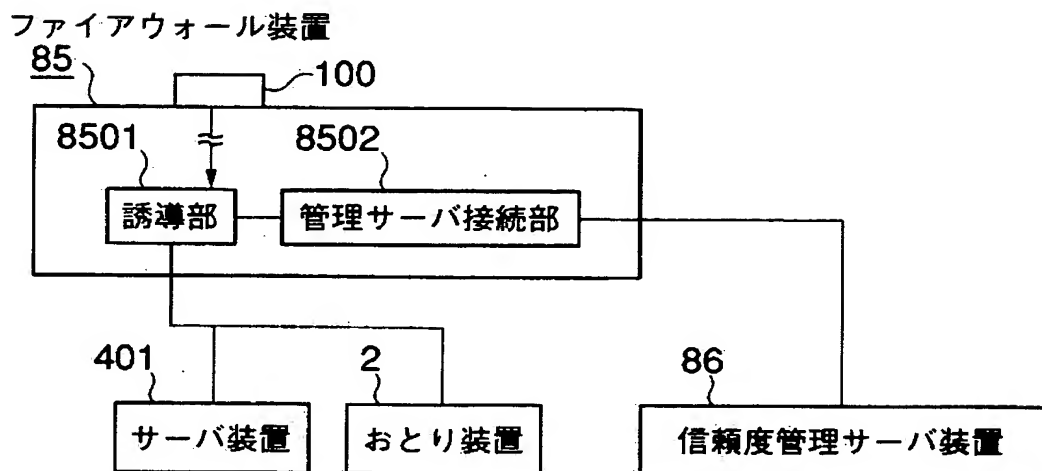 ファイアウォール装置
85
100
8501
8502
誘導部
管理サーバ接続部
401
2
86
サーバ装置
おとり装置
信頼度管理サーバ装置